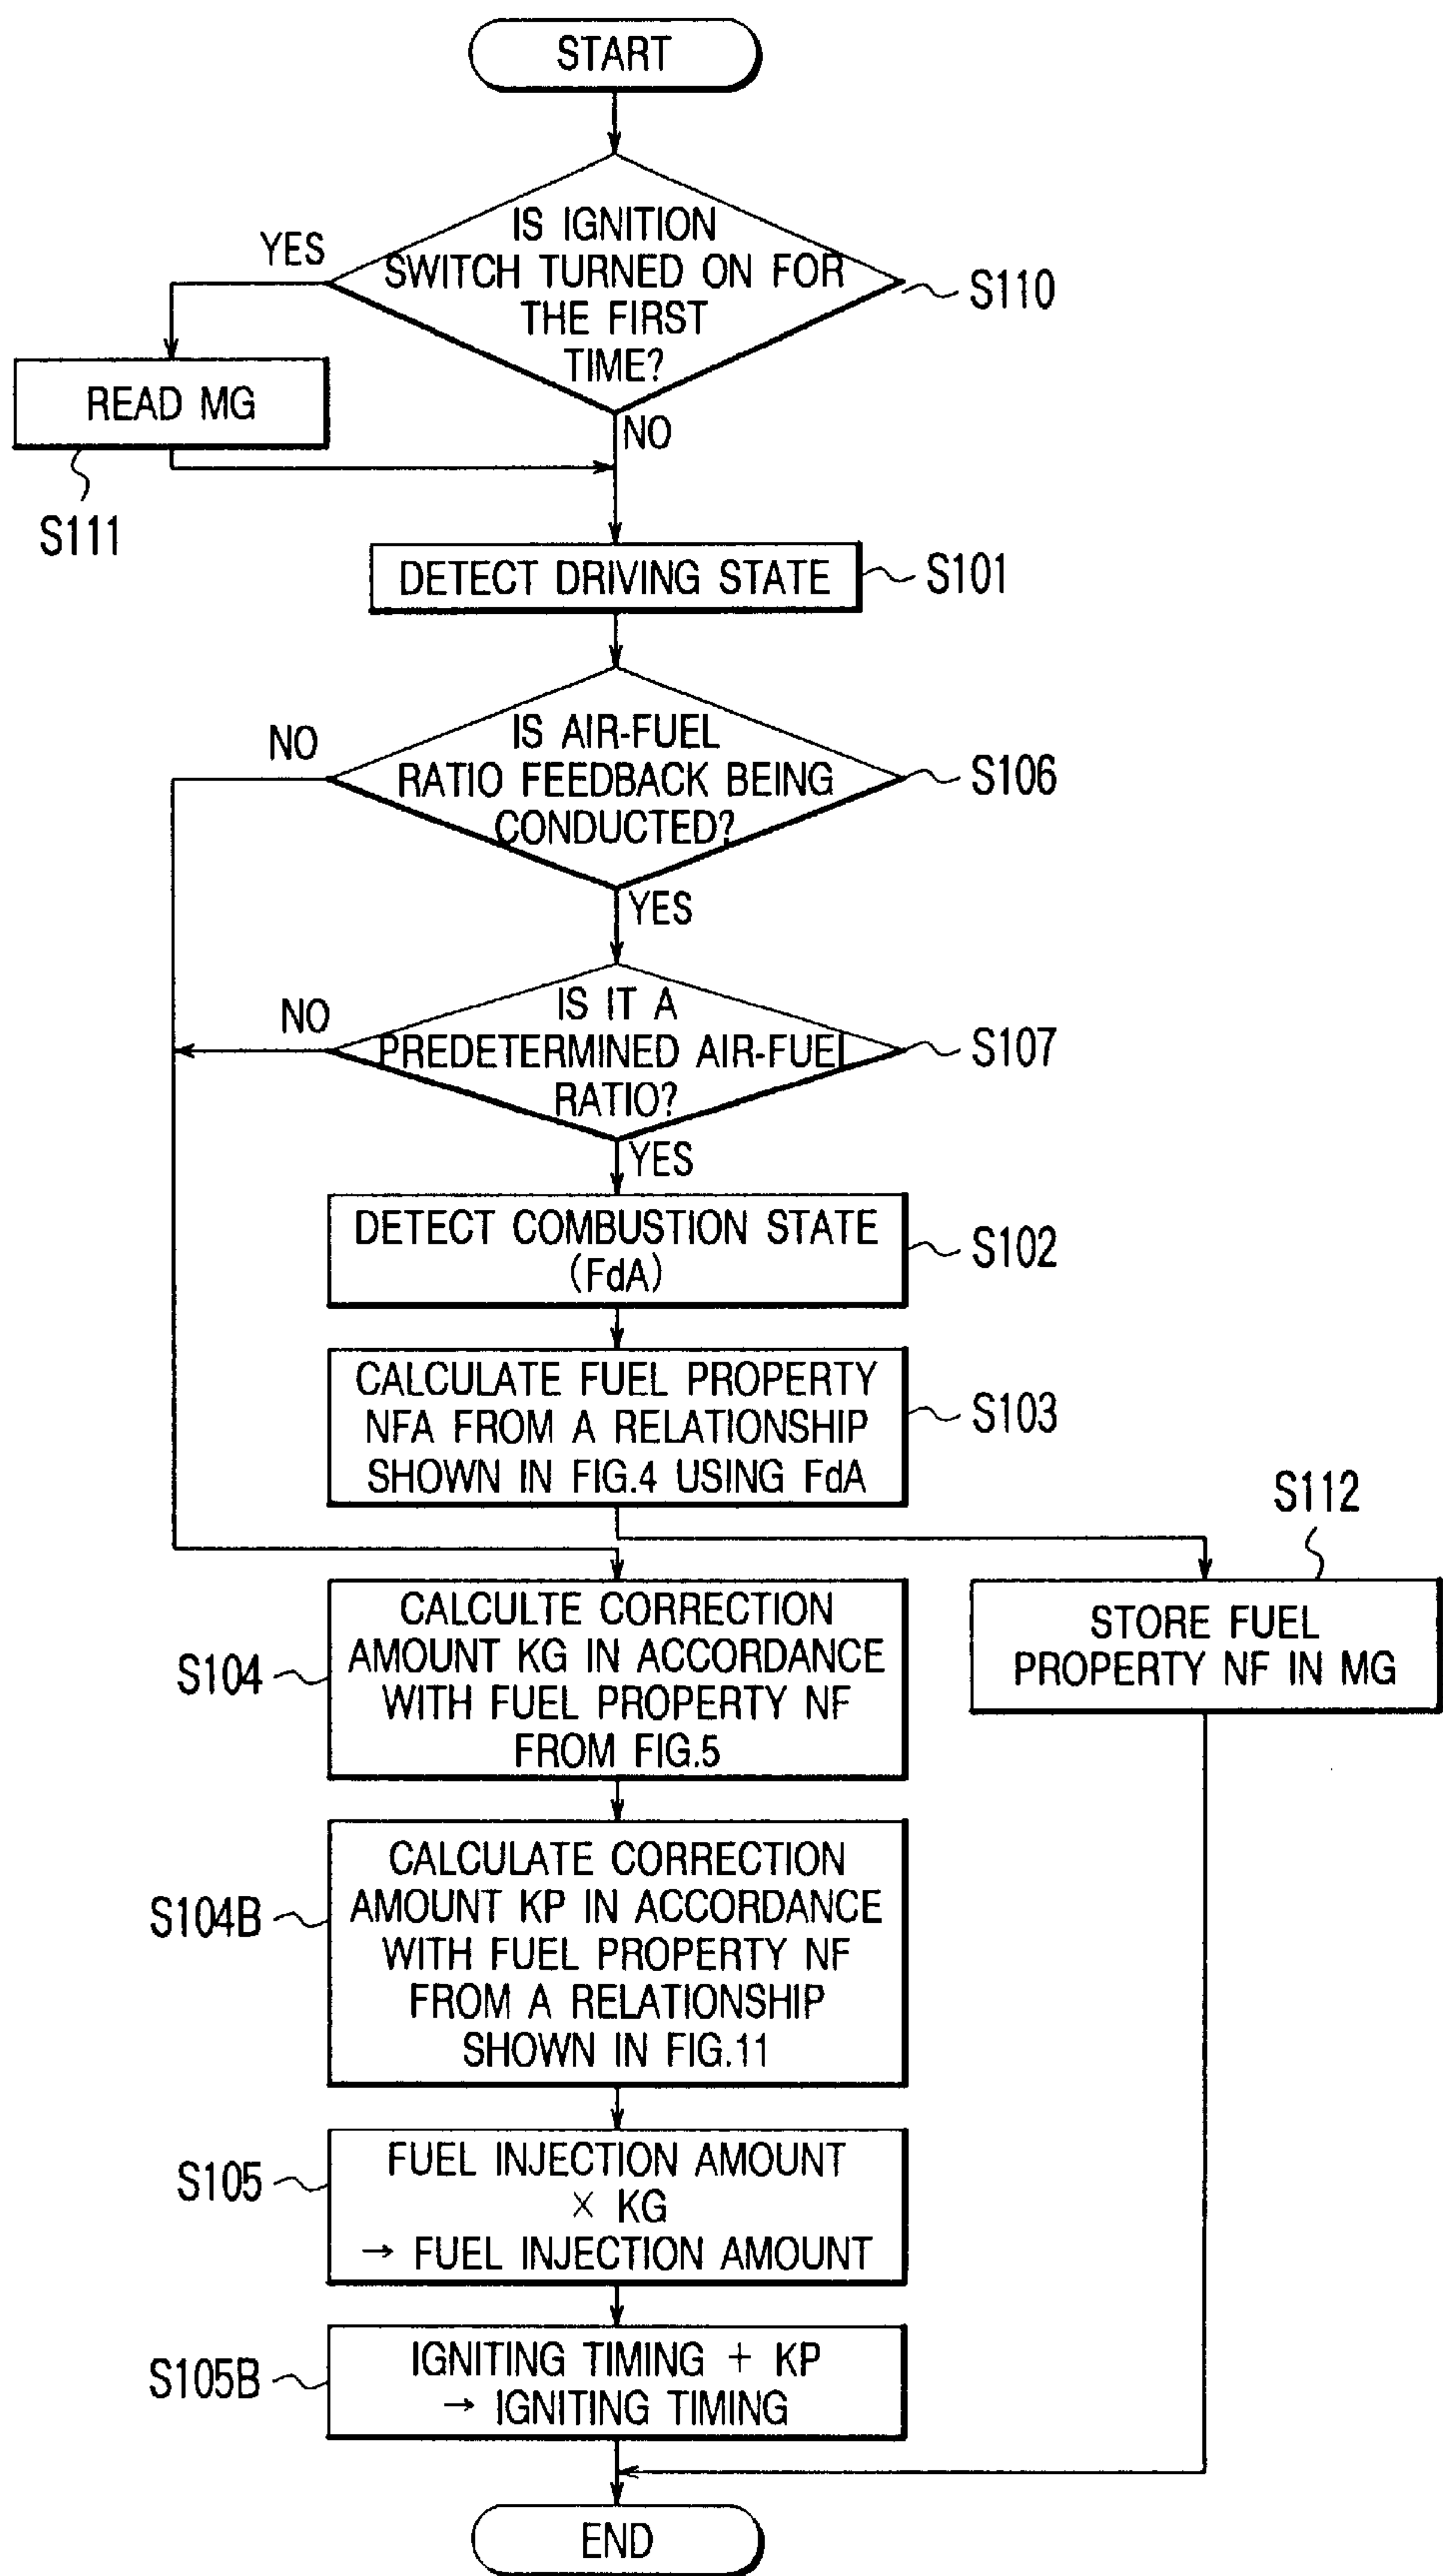 START
IS IGNITION
SWITCH TURNED ON FOR
THE FIRST
TIME?
YES
S110
READ MG
NO
S111
DETECT DRIVING STATE
S101
IS AIR-FUEL
RATIO FEEDBACK BEING
CONDUCTED?
NO
S106
YES
IS IT A
PREDETERMINED AIR-FUEL
RATIO?
NO
S107
YES
DETECT COMBUSTION STATE
(FdA)
S102
CALCULATE FUEL PROPERTY
NFA FROM A RELATIONSHIP
SHOWN IN FIG.4 USING FdA
S103
S112
STORE FUEL
PROPERTY NF IN MG
S104
CALCULTE CORRECTION
AMOUNT KG IN ACCORDANCE
WITH FUEL PROPERTY NF
FROM FIG.5
S104B
CALCULATE CORRECTION
AMOUNT KP IN ACCORDANCE
WITH FUEL PROPERTY NF
FROM A RELATIONSHIP
SHOWN IN FIG.11
S105
FUEL INJECTION AMOUNT
× KG
→ FUEL INJECTION AMOUNT
S105B
IGNITING TIMING + KP
→ IGNITING TIMING
END